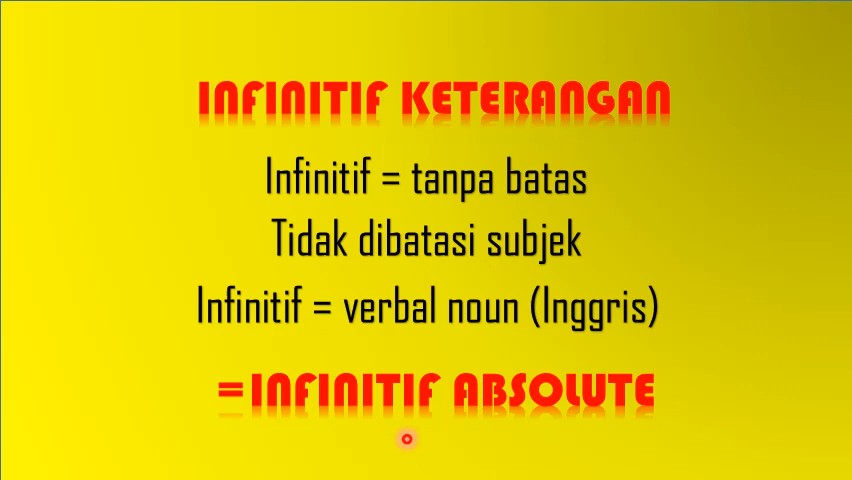 INFINITIF KETERANGAN
Infinitif = tanpa batas
Tidak dibatasi subjek
Infinitif = verbal noun (Inggris)
=INFINITIF ABSOLUTE